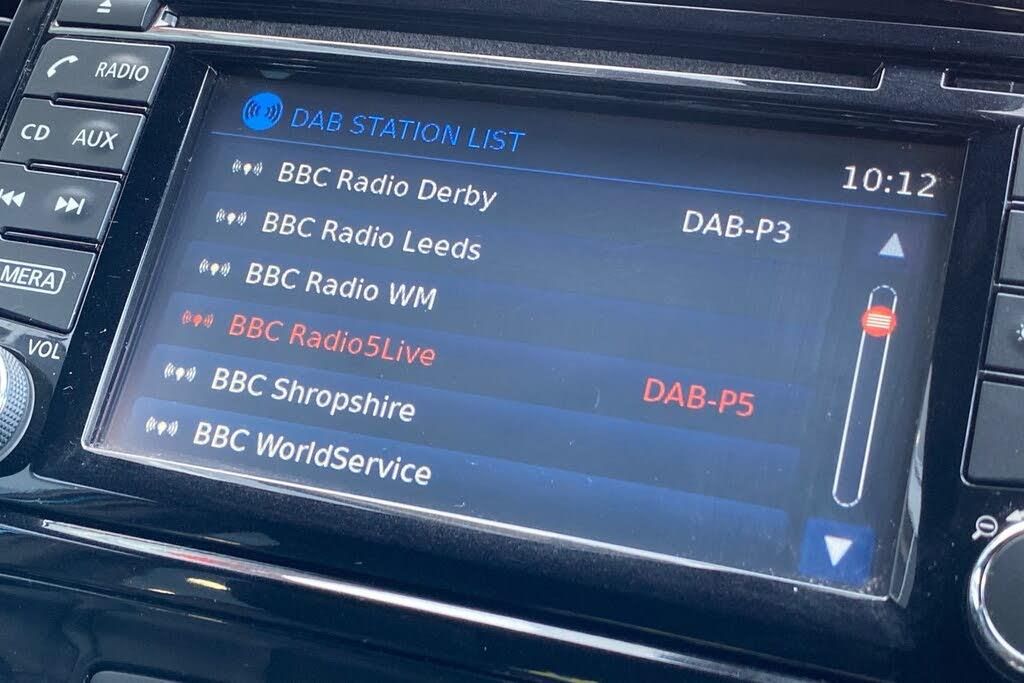 RADIO
CD AUX
MERA
VOL
DAB STATION LIST
10:12
BBC Radio Derby DAB-P3
BBC Radio Leeds
BBC Radio WM
BBC Radio5Live DAB-P5
BBC Shropshire
BBC WorldService